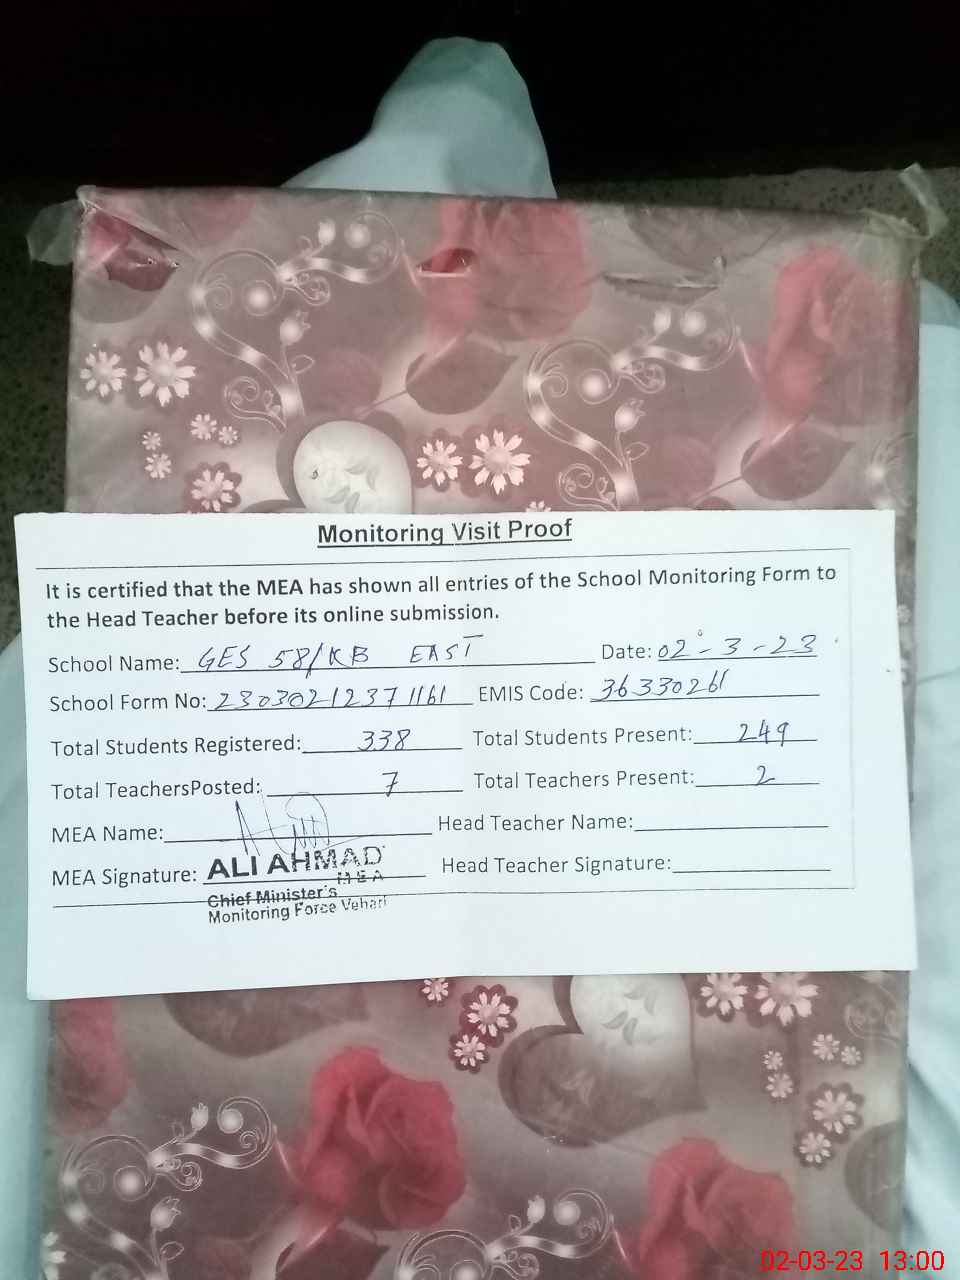 Monitoring Visit Proof
It is certified that the MEA has shown all entries of the School Monitoring Form to
the Head Teacher before its online submission.
School Name: GES 58/KB EAST Date: 02-3-23
School Form No: 2303021237 1161 EMIS Code: 36330261
Total Students Registered: 338 Total Students Present: 249
Total TeachersPosted: 7 Total Teachers Present: 2
MEA Name: Head Teacher Name:
MEA Signature: ALI AHMAD Head Teacher Signature:
MEA
Chief Minister's
Monitoring Force Vehari
02-03-23 13:00